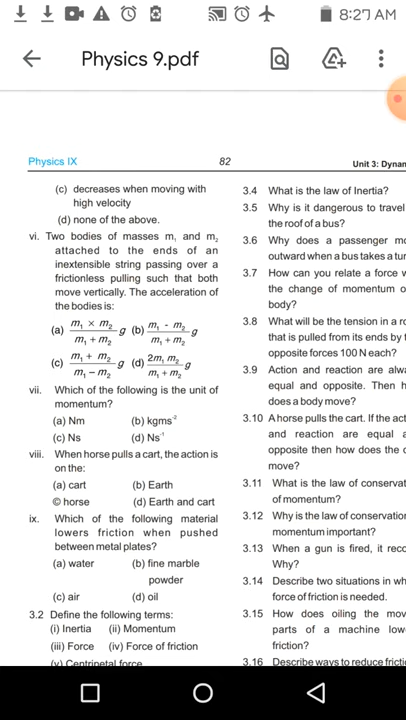 8:27 AM
Physics 9.pdf
Physics IX
82
Unit 3: Dynan
(c) decreases when moving with
high velocity
(d) none of the above.
vi. Two bodies of masses m₁ and m₂
attached to the ends of an
inextensible string passing over a
frictionless pulling such that both
move vertically. The acceleration of
the bodies is:
(a) m₁ × m₂ / m₁ + m₂ g (b) m₁ - m₂ / m₁ + m₂ g
(c) m₁ + m₂ / m₁ − m₂ g (d) 2m₁ m₂ / m₁ + m₂ g
vii. Which of the following is the unit of
momentum?
(a) Nm (b) kgms⁻²
(c) Ns (d) Ns⁻¹
viii. When horse pulls a cart, the action is
on the:
(a) cart (b) Earth
© horse (d) Earth and cart
ix. Which of the following material
lowers friction when pushed
between metal plates?
(a) water (b) fine marble
powder
(c) air (d) oil
3.2 Define the following terms:
(i) Inertia (ii) Momentum
(iii) Force (iv) Force of friction
(v) Centripetal force
3.4 What is the law of Inertia?
3.5 Why is it dangerous to travel
the roof of a bus?
3.6 Why does a passenger mo
outward when a bus takes a tur
3.7 How can you relate a force w
the change of momentum o
body?
3.8 What will be the tension in a ro
that is pulled from its ends by t
opposite forces 100 N each?
3.9 Action and reaction are alwa
equal and opposite. Then h
does a body move?
3.10 A horse pulls the cart. If the act
and reaction are equal a
opposite then how does the c
move?
3.11 What is the law of conservat
of momentum?
3.12 Why is the law of conservation
momentum important?
3.13 When a gun is fired, it reco
Why?
3.14 Describe two situations in wh
force of friction is needed.
3.15 How does oiling the mov
parts of a machine low
friction?
3.16 Describe ways to reduce fricti